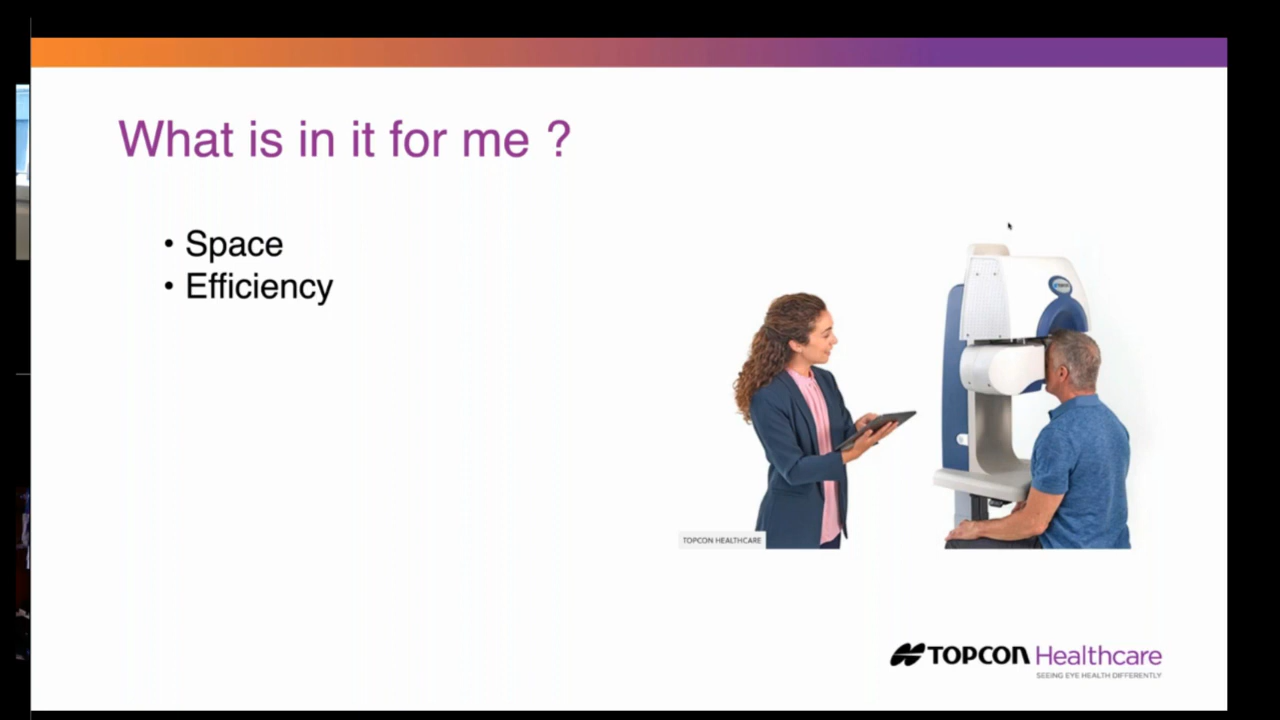 What is in it for me ?
• Space
• Efficiency
TOPCON HEALTHCARE
TOPCON Healthcare
SEEING EYE HEALTH DIFFERENTLY